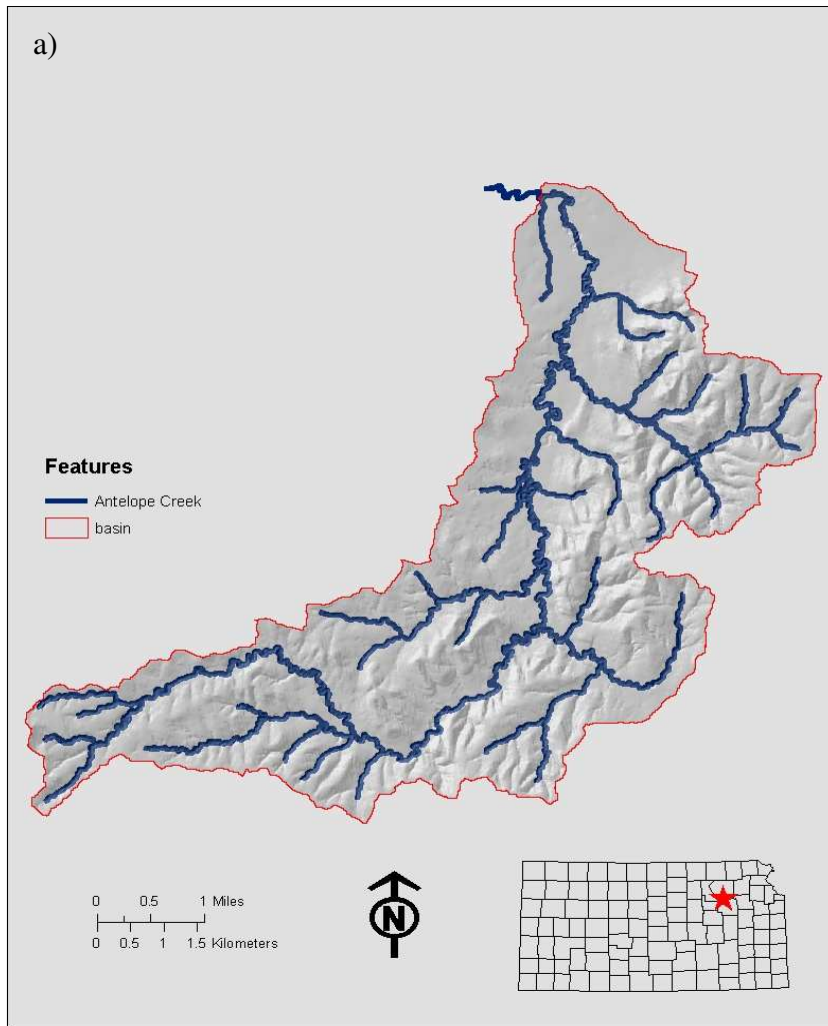 a)
Features
Antelope Creek
basin
0 0.5 1 Miles
0 0.5 1 1.5 Kilometers
N